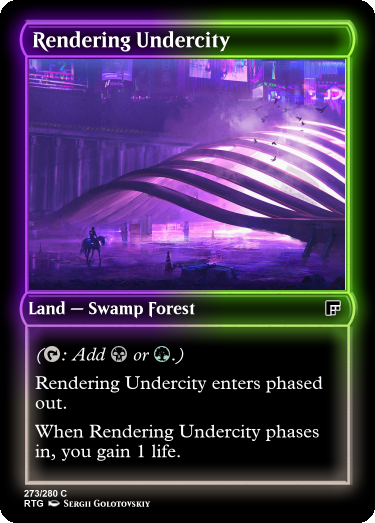 Rendering Undercity
Land — Swamp Forest
(: Add or .)
Rendering Undercity enters phased
out.
When Rendering Undercity phases
in, you gain 1 life.
273/280 C
RTG Sergii Golotovskiy